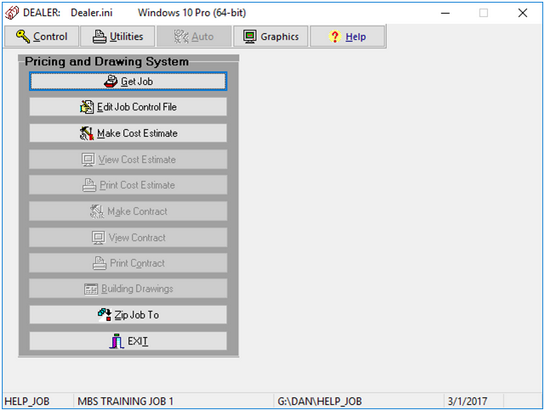 DEALER: Dealer.ini Windows 10 Pro (64-bit)
Control Utilities Auto Graphics ? Help
Pricing and Drawing System
Get Job
Edit Job Control File
Make Cost Estimate
View Cost Estimate
Print Cost Estimate
Make Contract
View Contract
Print Contract
Building Drawings
Zip Job To
EXIT
HELP_JOB MBS TRAINING JOB 1 G:\DAN\HELP_JOB 3/1/2017